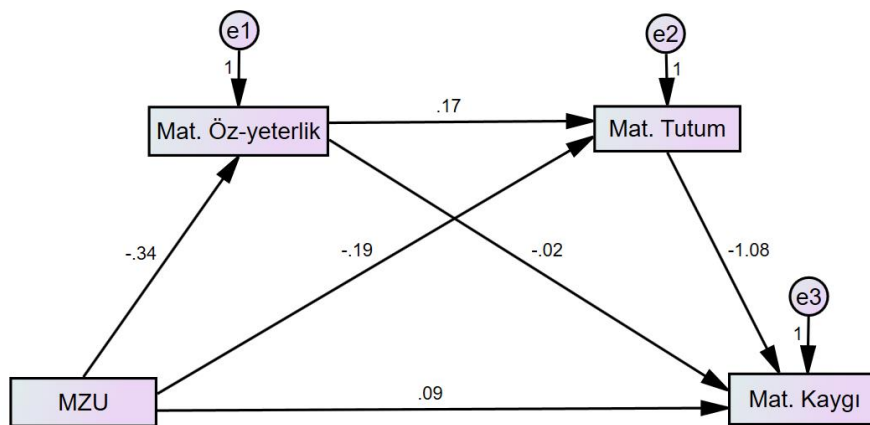 e1
e2
1
1
.17
Mat. Öz-yeterlik
Mat. Tutum
-.34
-.19
-.02
-1.08
e3
1
MZU
.09
Mat. Kaygı